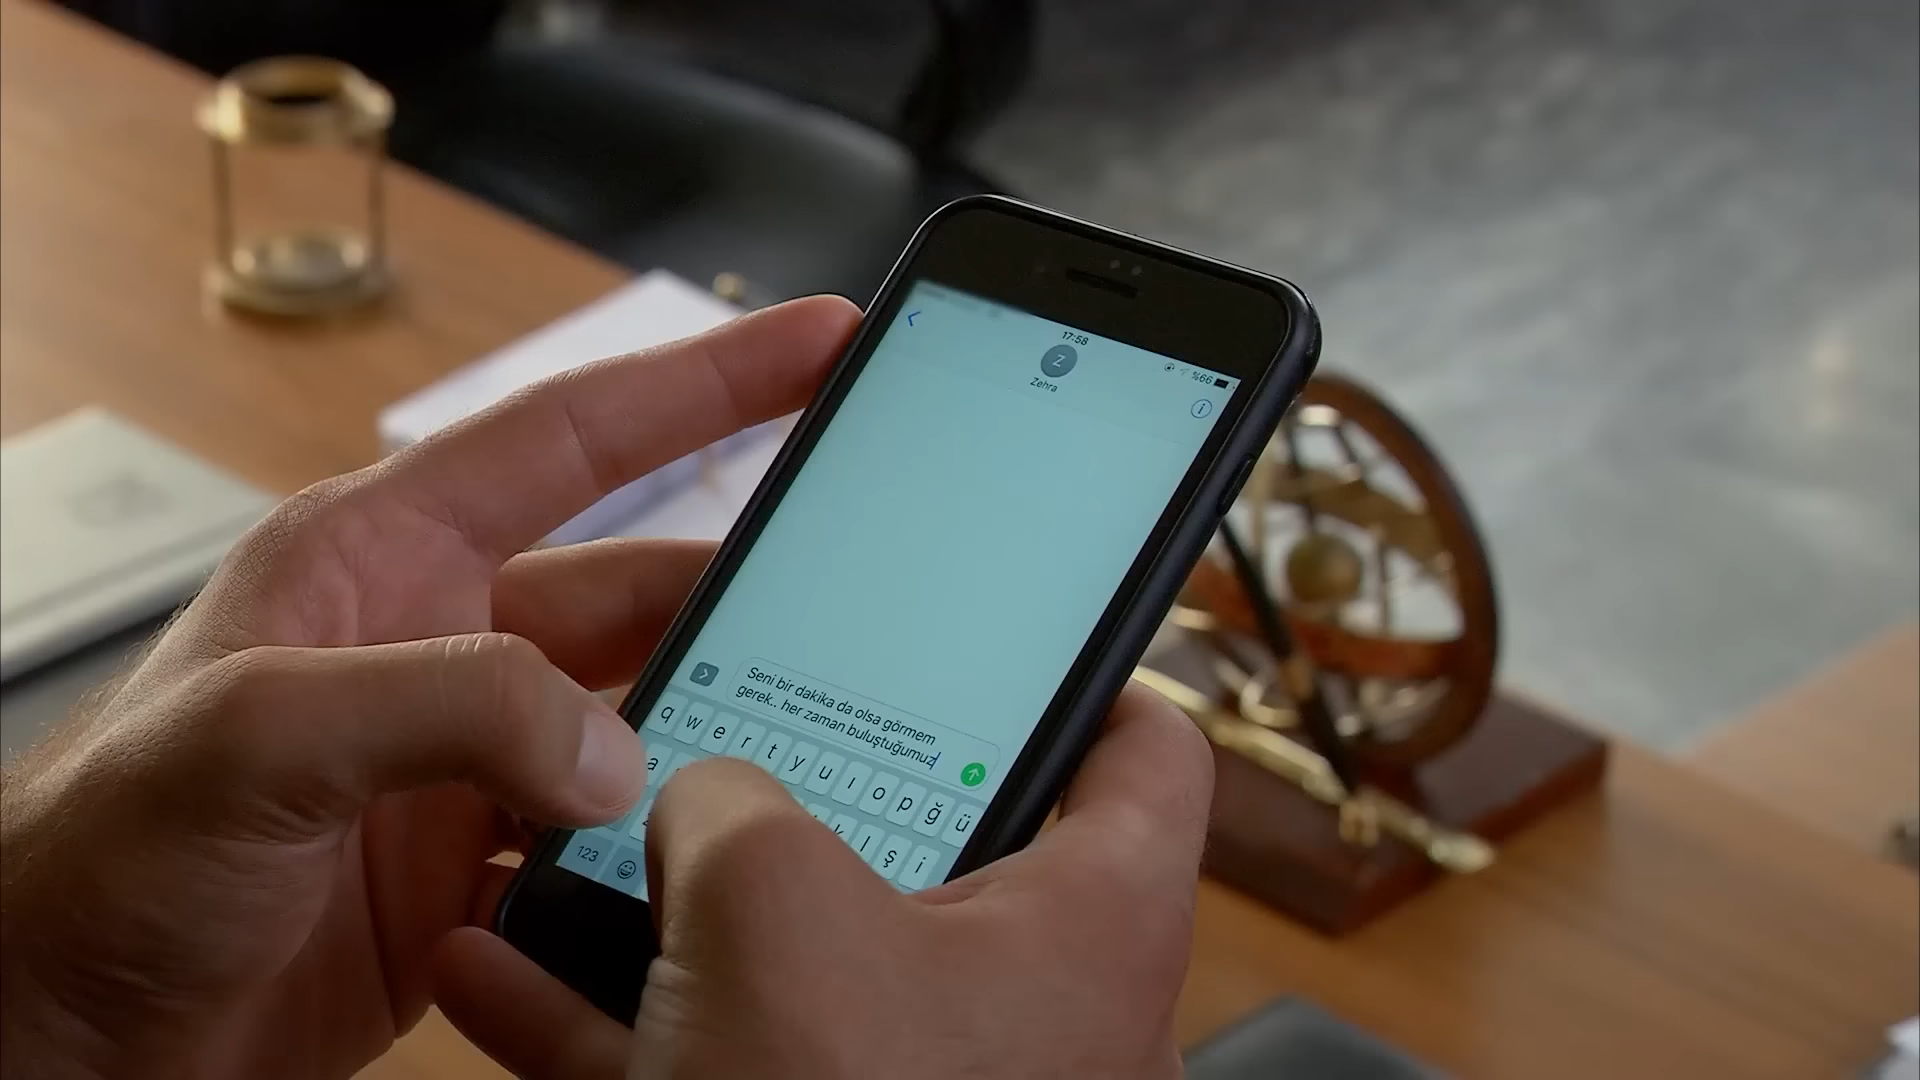 17:58
%66
Z
Zehra
Seni bir dakika da olsa görmem
gerek.. her zaman buluştuğumuz
q w e r t y u ı o p ğ ü
a k l ş i
z
123